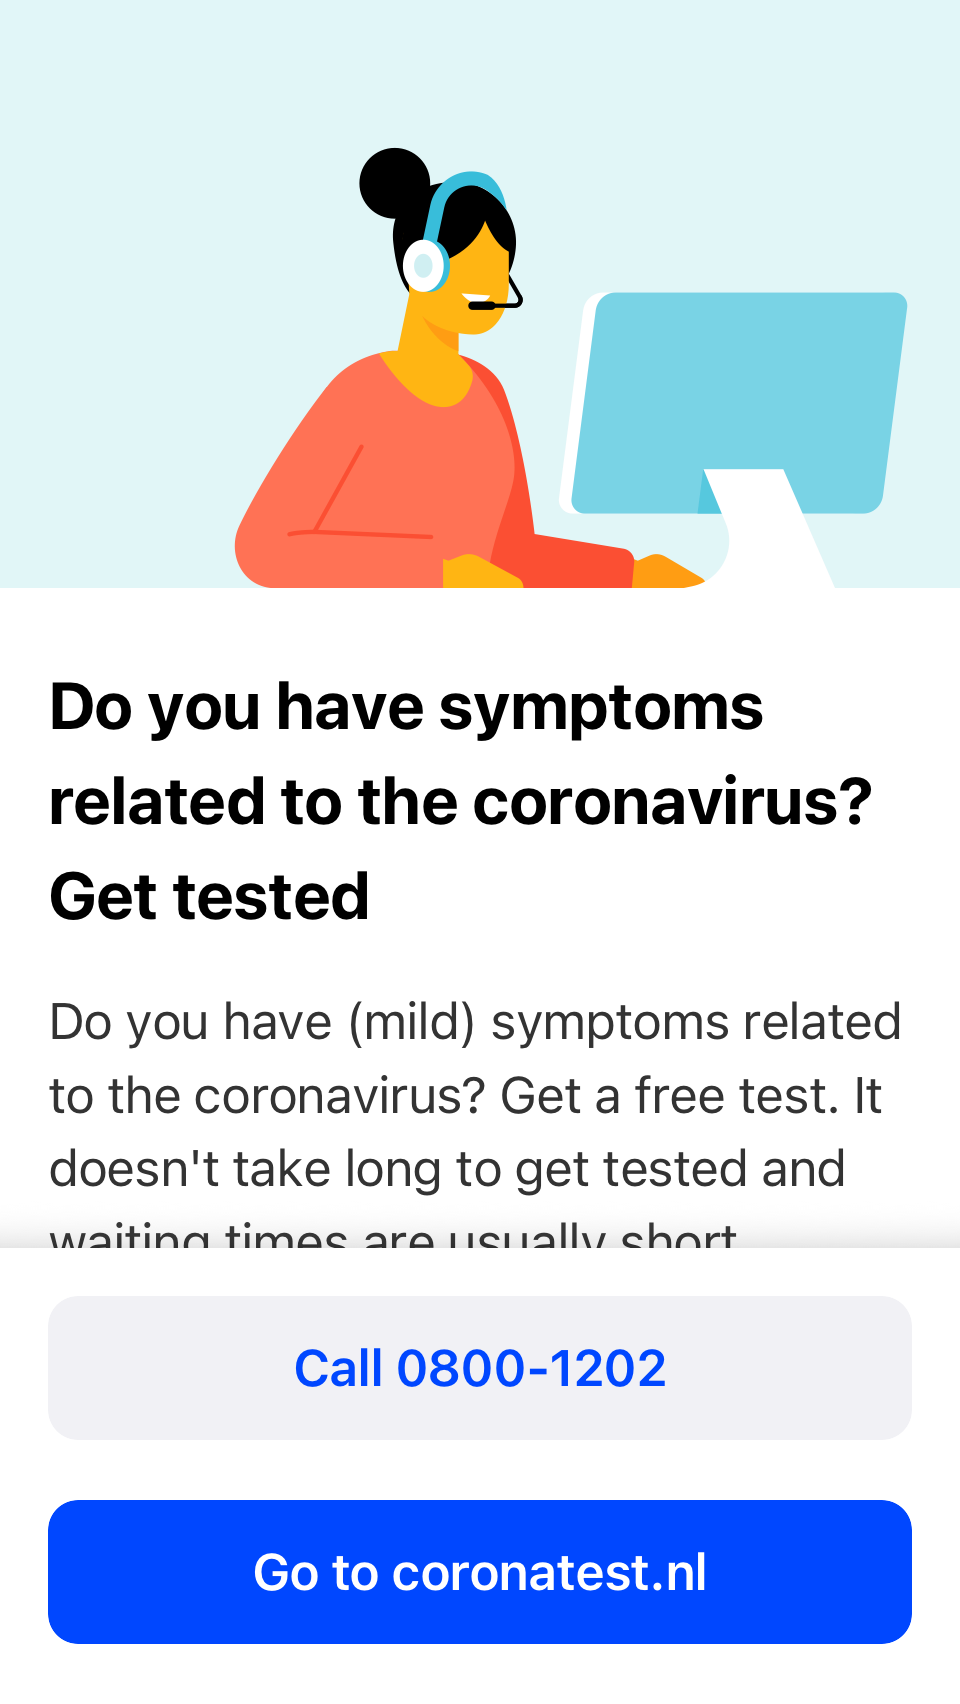 Do you have symptoms
related to the coronavirus?
Get tested
Do you have (mild) symptoms related
to the coronavirus? Get a free test. It
doesn't take long to get tested and
waiting times are usually short
Call 0800-1202
Go to coronatest.nl